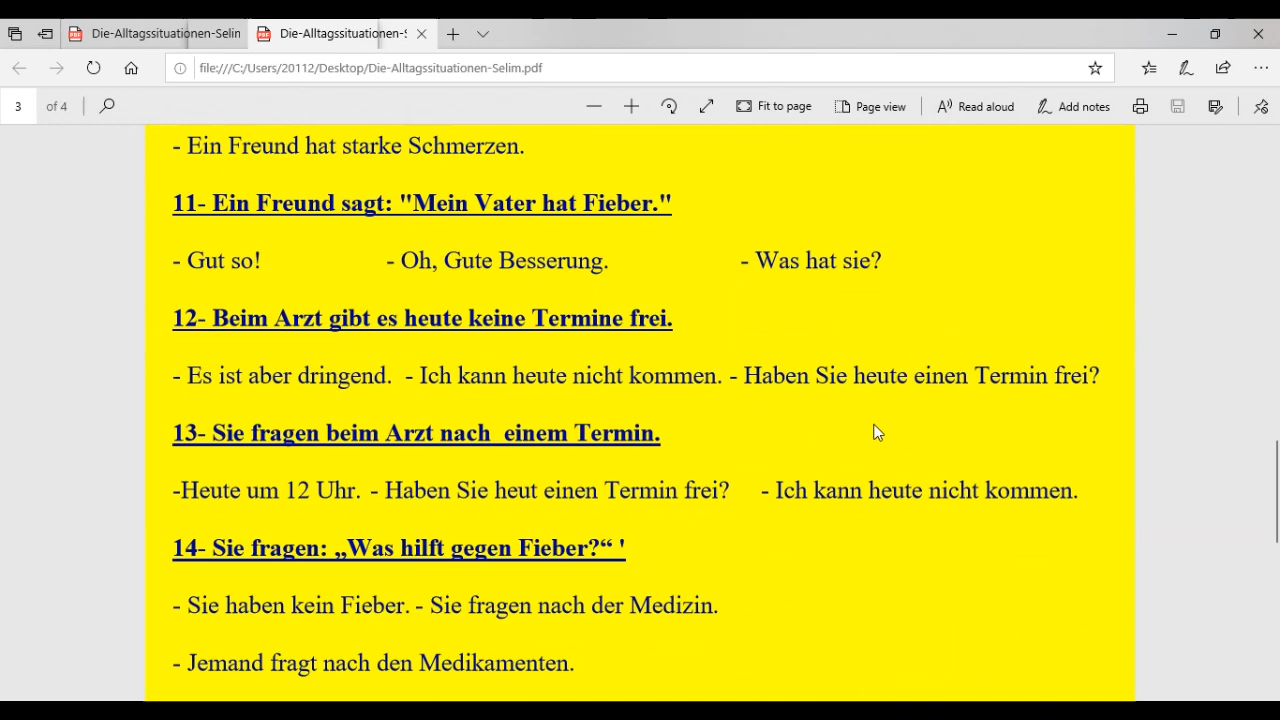 Die-Alltagssituationen-Selin
Die-Alltagssituationen-S
file:///C:/Users/20112/Desktop/Die-Alltagssituationen-Selim.pdf
3 of 4
Fit to page
Page view
Read aloud
Add notes
- Ein Freund hat starke Schmerzen.
11- Ein Freund sagt: "Mein Vater hat Fieber."
- Gut so! - Oh, Gute Besserung. - Was hat sie?
12- Beim Arzt gibt es heute keine Termine frei.
- Es ist aber dringend. - Ich kann heute nicht kommen. - Haben Sie heute einen Termin frei?
13- Sie fragen beim Arzt nach einem Termin.
-Heute um 12 Uhr. - Haben Sie heut einen Termin frei? - Ich kann heute nicht kommen.
14- Sie fragen: „Was hilft gegen Fieber?“ '
- Sie haben kein Fieber. - Sie fragen nach der Medizin.
- Jemand fragt nach den Medikamenten.